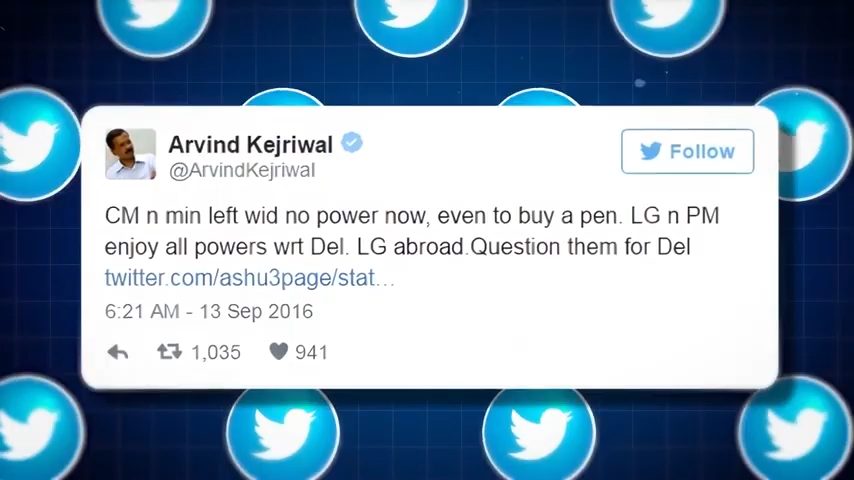 Arvind Kejriwal
@ArvindKejriwal
Follow
CM n min left wid no power now, even to buy a pen. LG n PM
enjoy all powers wrt Del. LG abroad.Question them for Del
twitter.com/ashu3page/stat…
6:21 AM - 13 Sep 2016
1,035 941